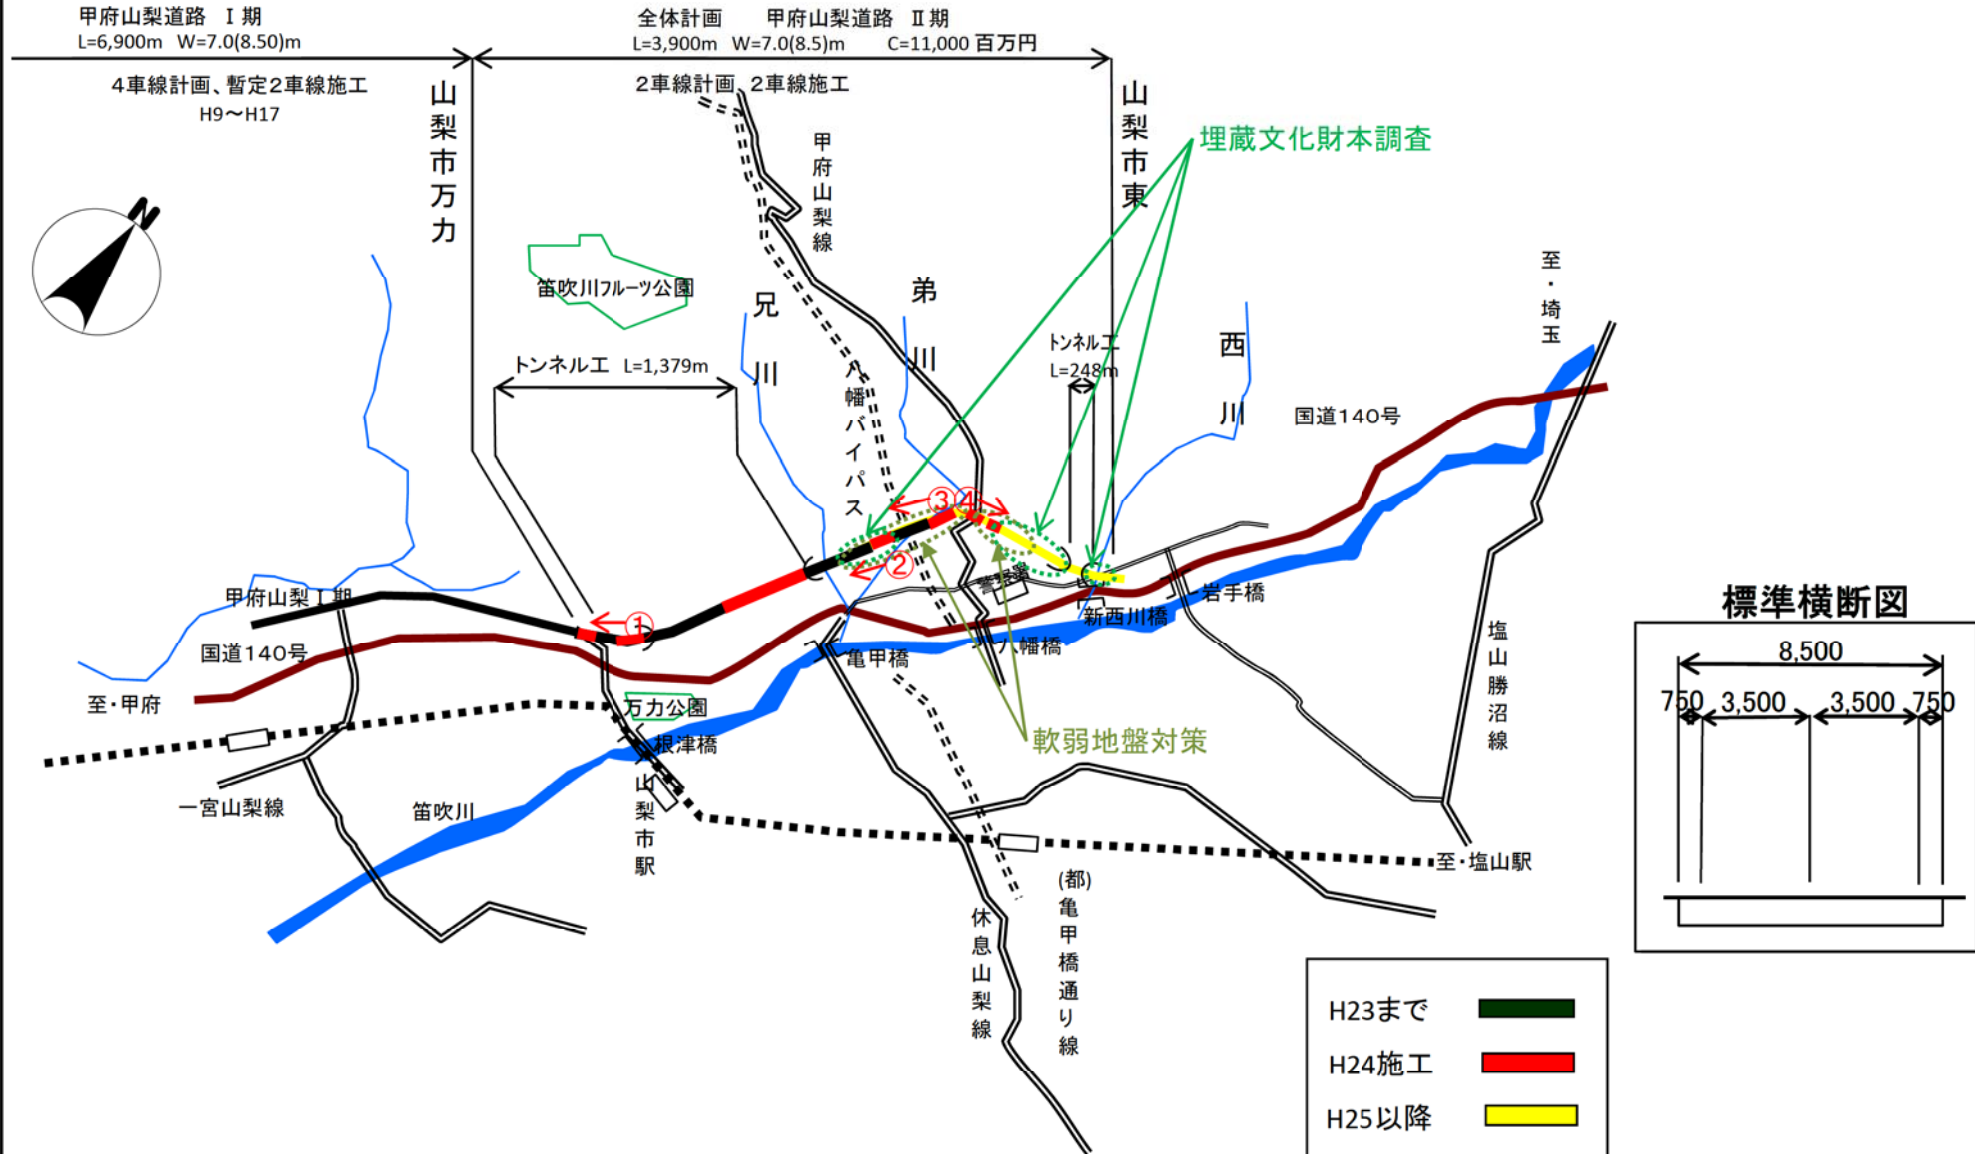 甲府山梨道路 Ⅰ期
L=6,900m W=7.0(8.50)m
4車線計画、暫定2車線施工
H9～H17
全体計画 甲府山梨道路 Ⅱ期
L=3,900m W=7.0(8.5)m C=11,000 百万円
2車線計画 2車線施工
山梨市万力
山梨市東
埋蔵文化財本調査
N
甲府山梨線
笛吹川フルーツ公園
兄川
弟川
西川
至・埼玉
トンネル工 L=1,379m
トンネル工
L=248m
八幡バイパス
国道140号
③
④
②
①
警察署
岩手橋
新西川橋
八幡橋
亀甲橋
甲府山梨Ⅰ期
国道140号
至・甲府
万力公園
根津橋
軟弱地盤対策
塩山勝沼線
一宮山梨線
笛吹川
山梨市駅
至・塩山駅
(都)亀甲橋通り線
休息山梨線
標準横断図
8,500
750 3,500 3,500 750
H23まで
H24施工
H25以降